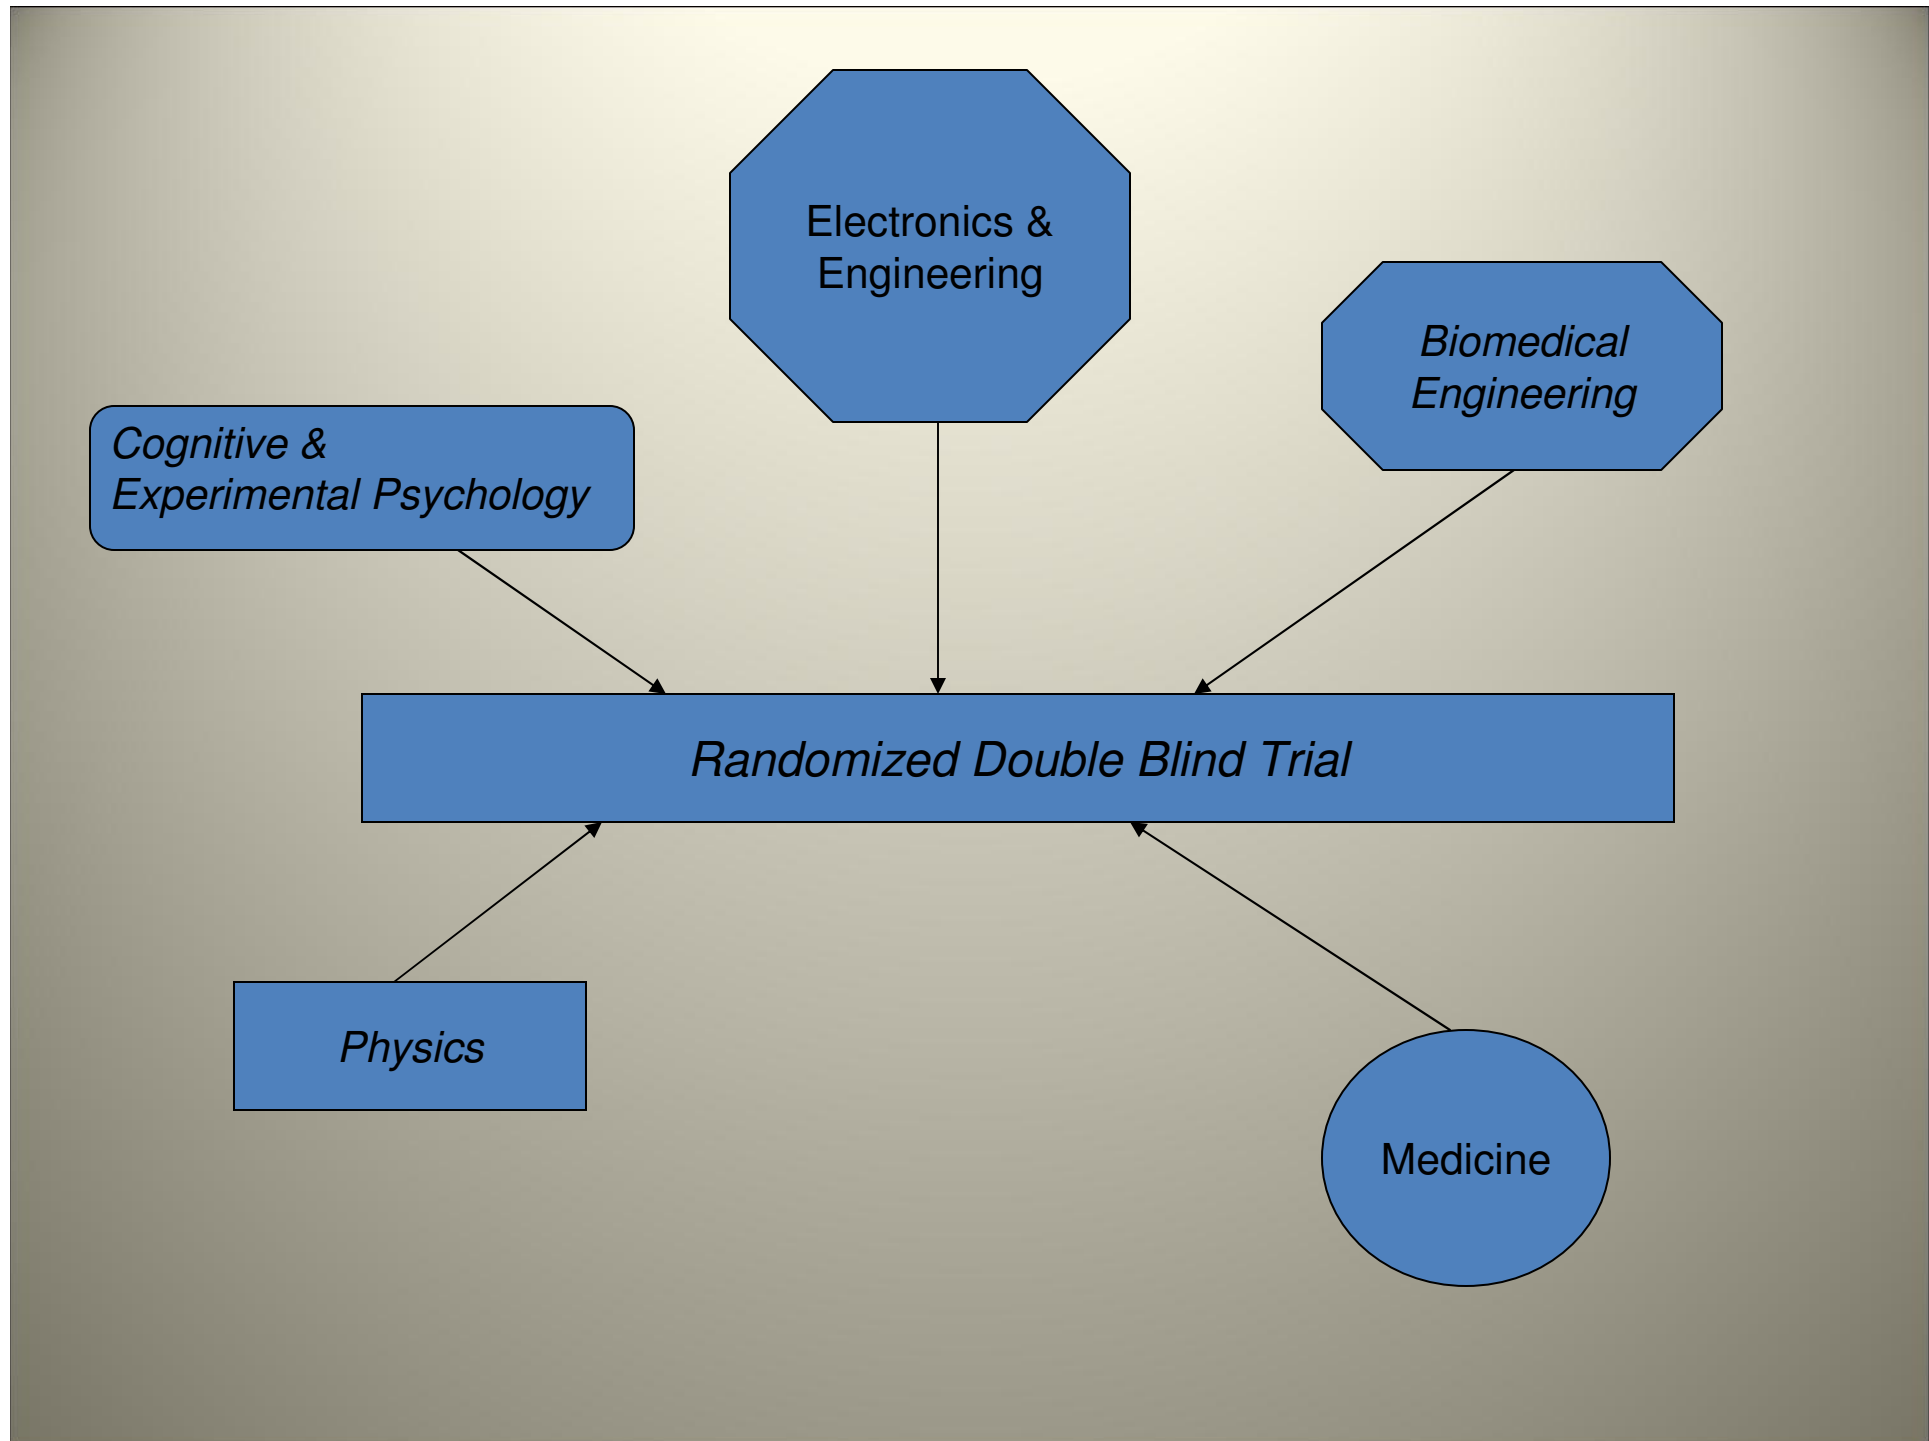 Electronics &
Engineering
Biomedical
Engineering
Cognitive &
Experimental Psychology
Randomized Double Blind Trial
Physics
Medicine